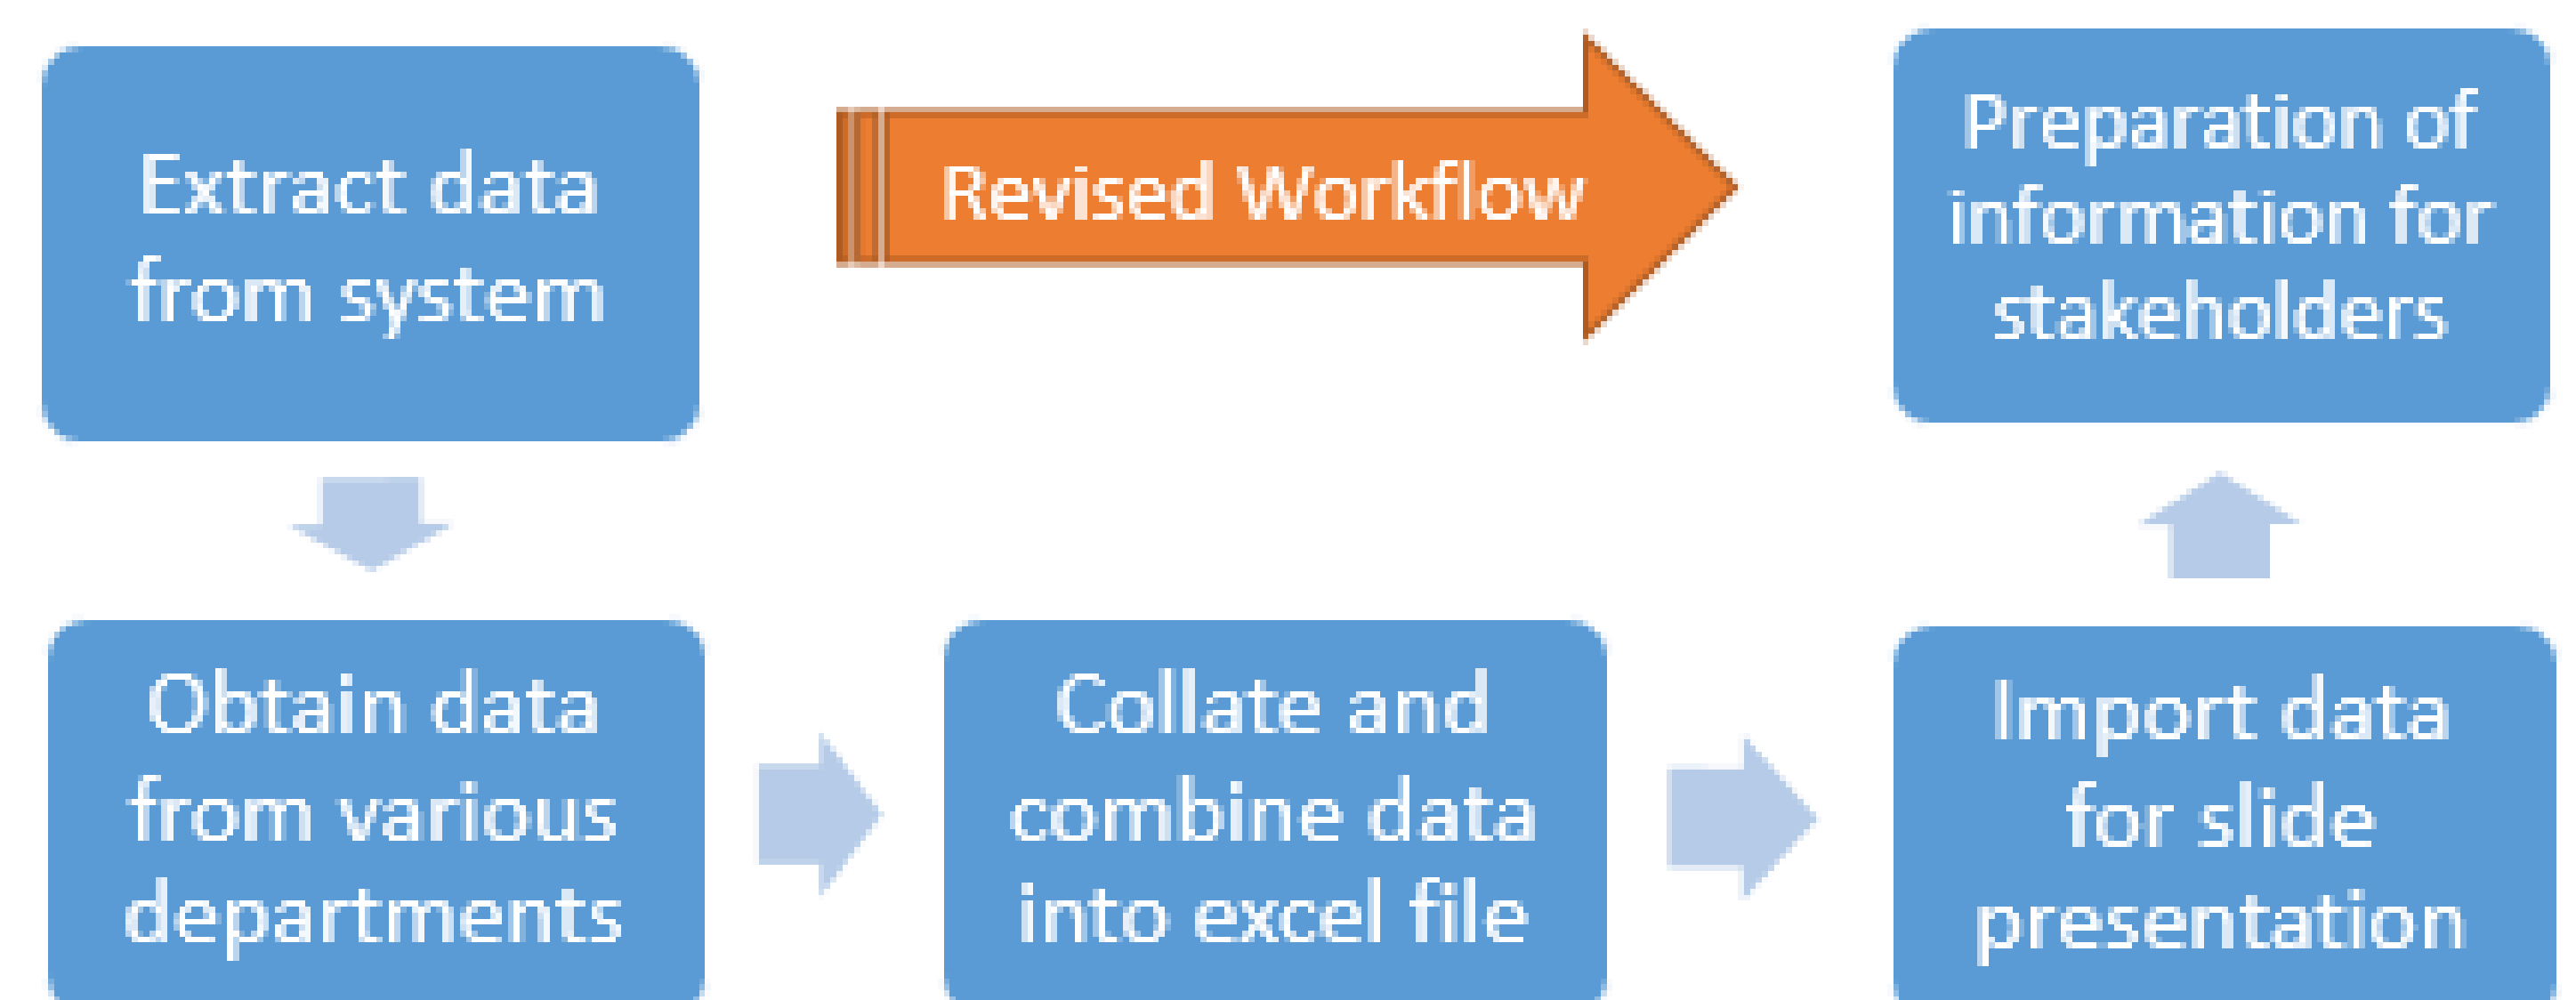 Extract data
from system
Revised Workflow
Preparation of
information for
stakeholders
Obtain data
from various
departments
Collate and
combine data
into excel file
Import data
for slide
presentation